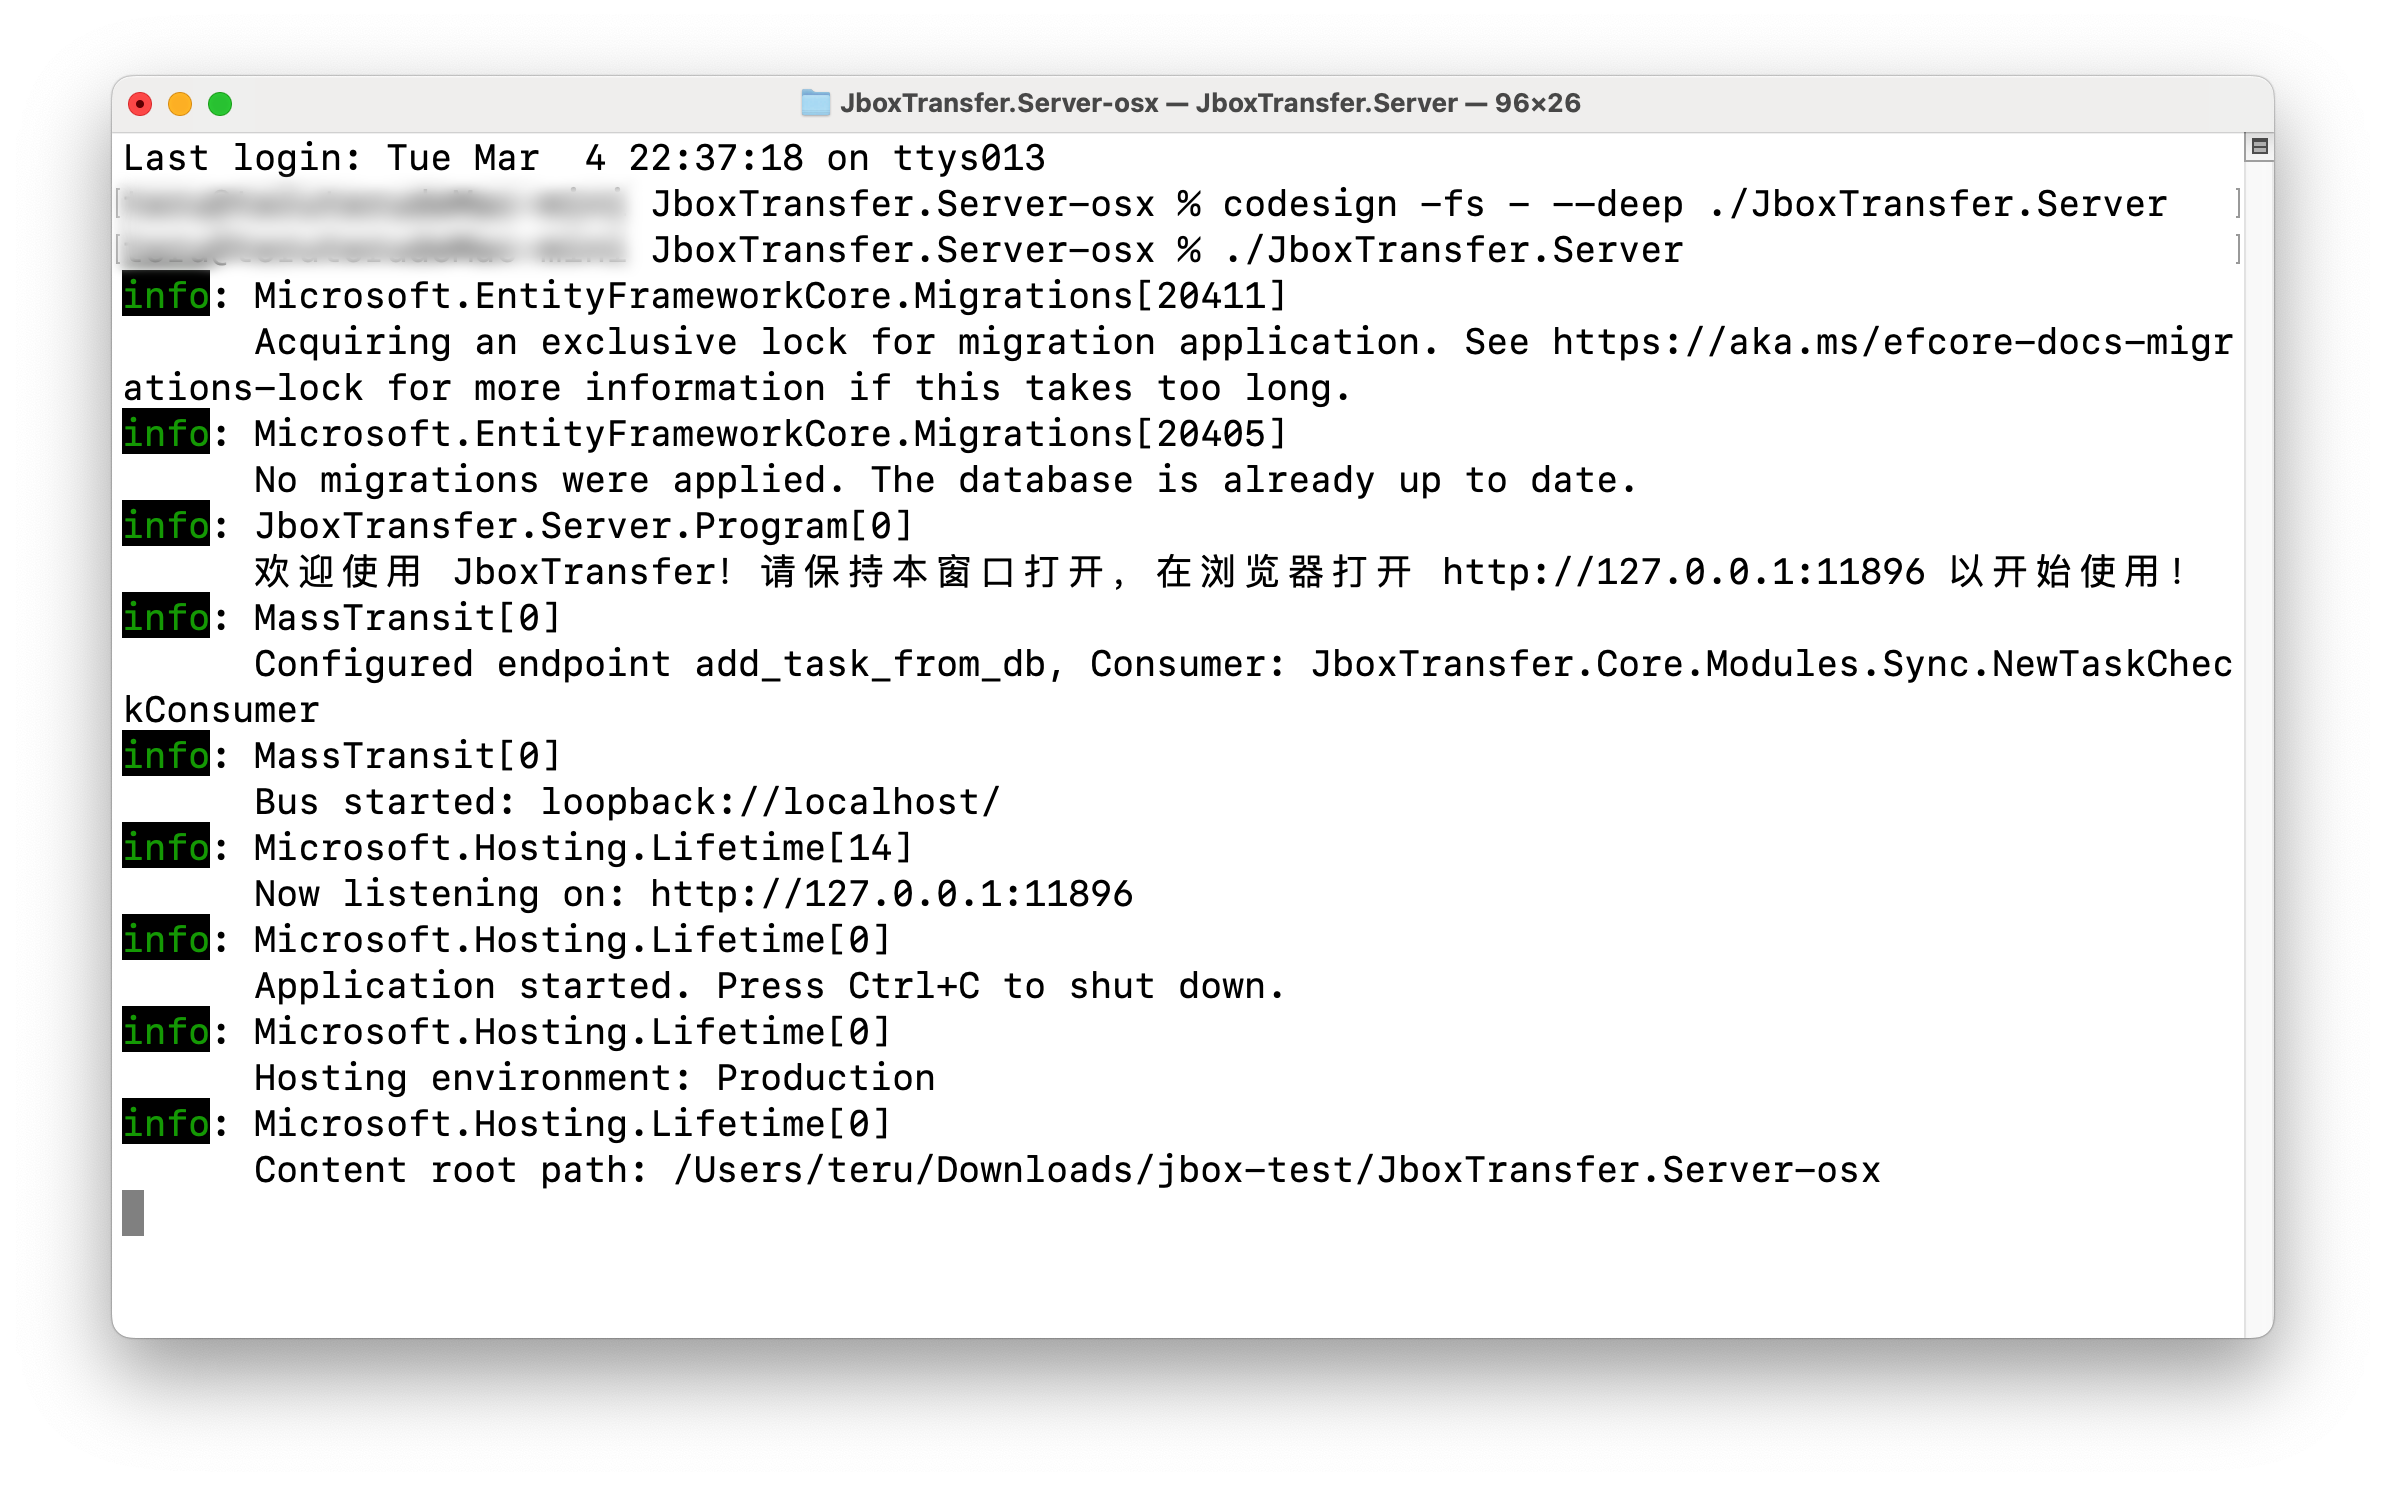 JboxTransfer.Server-osx — JboxTransfer.Server — 96×26
Last login: Tue Mar  4 22:37:18 on ttys013
JboxTransfer.Server-osx % codesign -fs - --deep ./JboxTransfer.Server
JboxTransfer.Server-osx % ./JboxTransfer.Server
info: Microsoft.EntityFrameworkCore.Migrations[20411]
Acquiring an exclusive lock for migration application. See https://aka.ms/efcore-docs-migr
ations-lock for more information if this takes too long.
info: Microsoft.EntityFrameworkCore.Migrations[20405]
No migrations were applied. The database is already up to date.
info: JboxTransfer.Server.Program[0]
欢迎使用 JboxTransfer！请保持本窗口打开，在浏览器打开 http://127.0.0.1:11896 以开始使用！
info: MassTransit[0]
Configured endpoint add_task_from_db, Consumer: JboxTransfer.Core.Modules.Sync.NewTaskChec
kConsumer
info: MassTransit[0]
Bus started: loopback://localhost/
info: Microsoft.Hosting.Lifetime[14]
Now listening on: http://127.0.0.1:11896
info: Microsoft.Hosting.Lifetime[0]
Application started. Press Ctrl+C to shut down.
info: Microsoft.Hosting.Lifetime[0]
Hosting environment: Production
info: Microsoft.Hosting.Lifetime[0]
Content root path: /Users/teru/Downloads/jbox-test/JboxTransfer.Server-osx